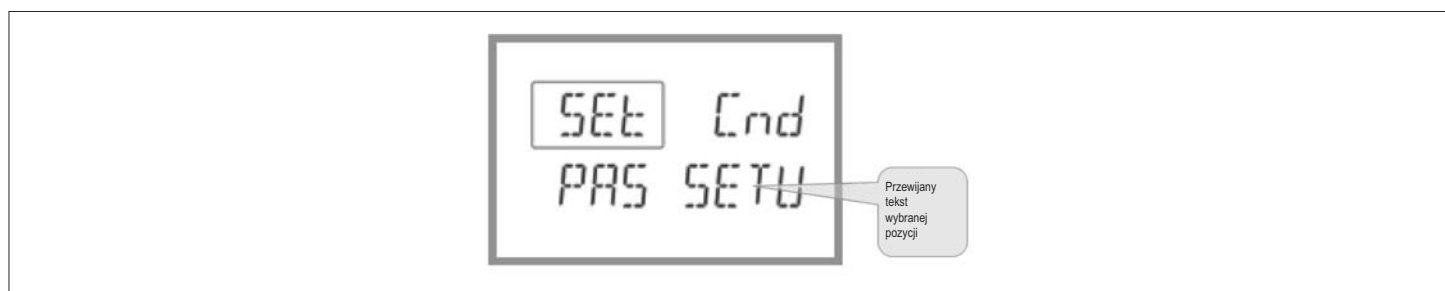 SEt Cnd
PAS SETU
Przewijany
tekst
wybranej
pozycji